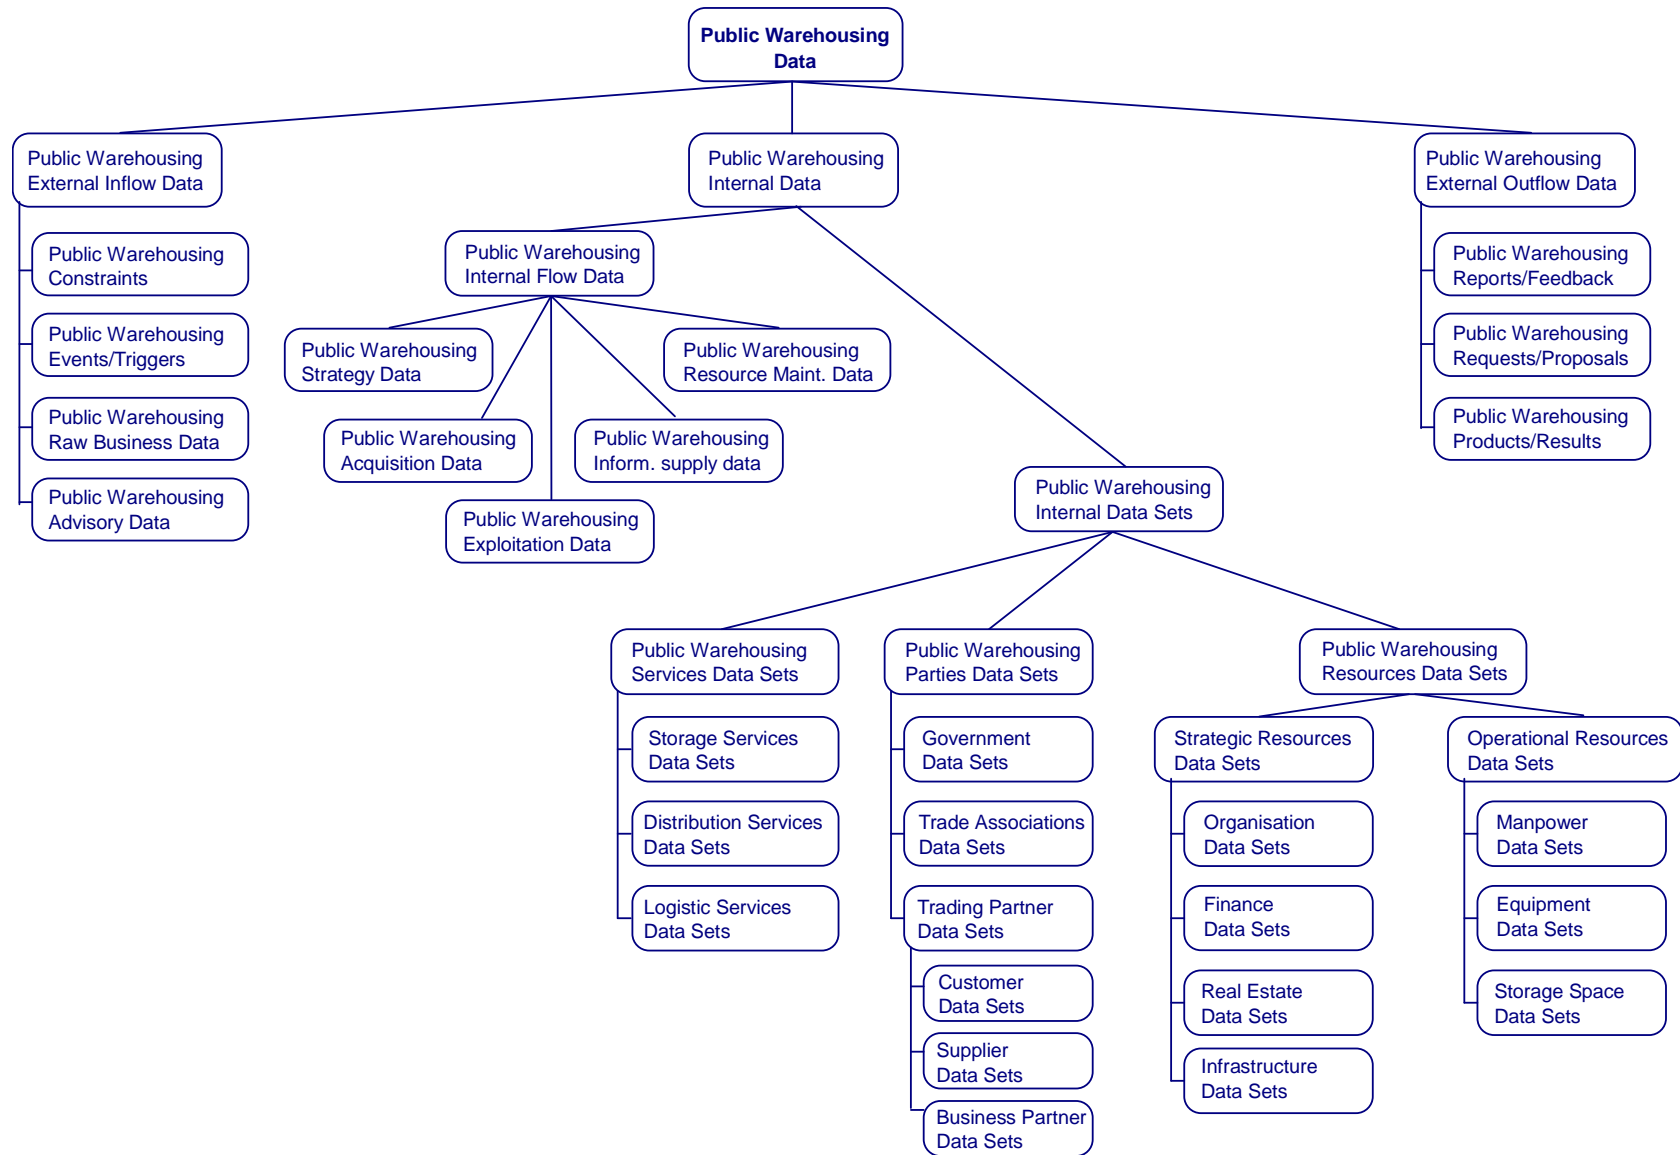 Public Warehousing
Data
Public Warehousing
External Inflow Data
Public Warehousing
Constraints
Public Warehousing
Events/Triggers
Public Warehousing
Raw Business Data
Public Warehousing
Advisory Data
Public Warehousing
Internal Data
Public Warehousing
Internal Flow Data
Public Warehousing
Strategy Data
Public Warehousing
Acquisition Data
Public Warehousing
Exploitation Data
Public Warehousing
Inform. supply data
Public Warehousing
Resource Maint. Data
Public Warehousing
Internal Data Sets
Public Warehousing
Services Data Sets
Storage Services
Data Sets
Distribution Services
Data Sets
Logistic Services
Data Sets
Public Warehousing
Parties Data Sets
Government
Data Sets
Trade Associations
Data Sets
Trading Partner
Data Sets
Customer
Data Sets
Supplier
Data Sets
Business Partner
Data Sets
Public Warehousing
Resources Data Sets
Strategic Resources
Data Sets
Organisation
Data Sets
Finance
Data Sets
Real Estate
Data Sets
Infrastructure
Data Sets
Operational Resources
Data Sets
Manpower
Data Sets
Equipment
Data Sets
Storage Space
Data Sets
Public Warehousing
External Outflow Data
Public Warehousing
Reports/Feedback
Public Warehousing
Requests/Proposals
Public Warehousing
Products/Results